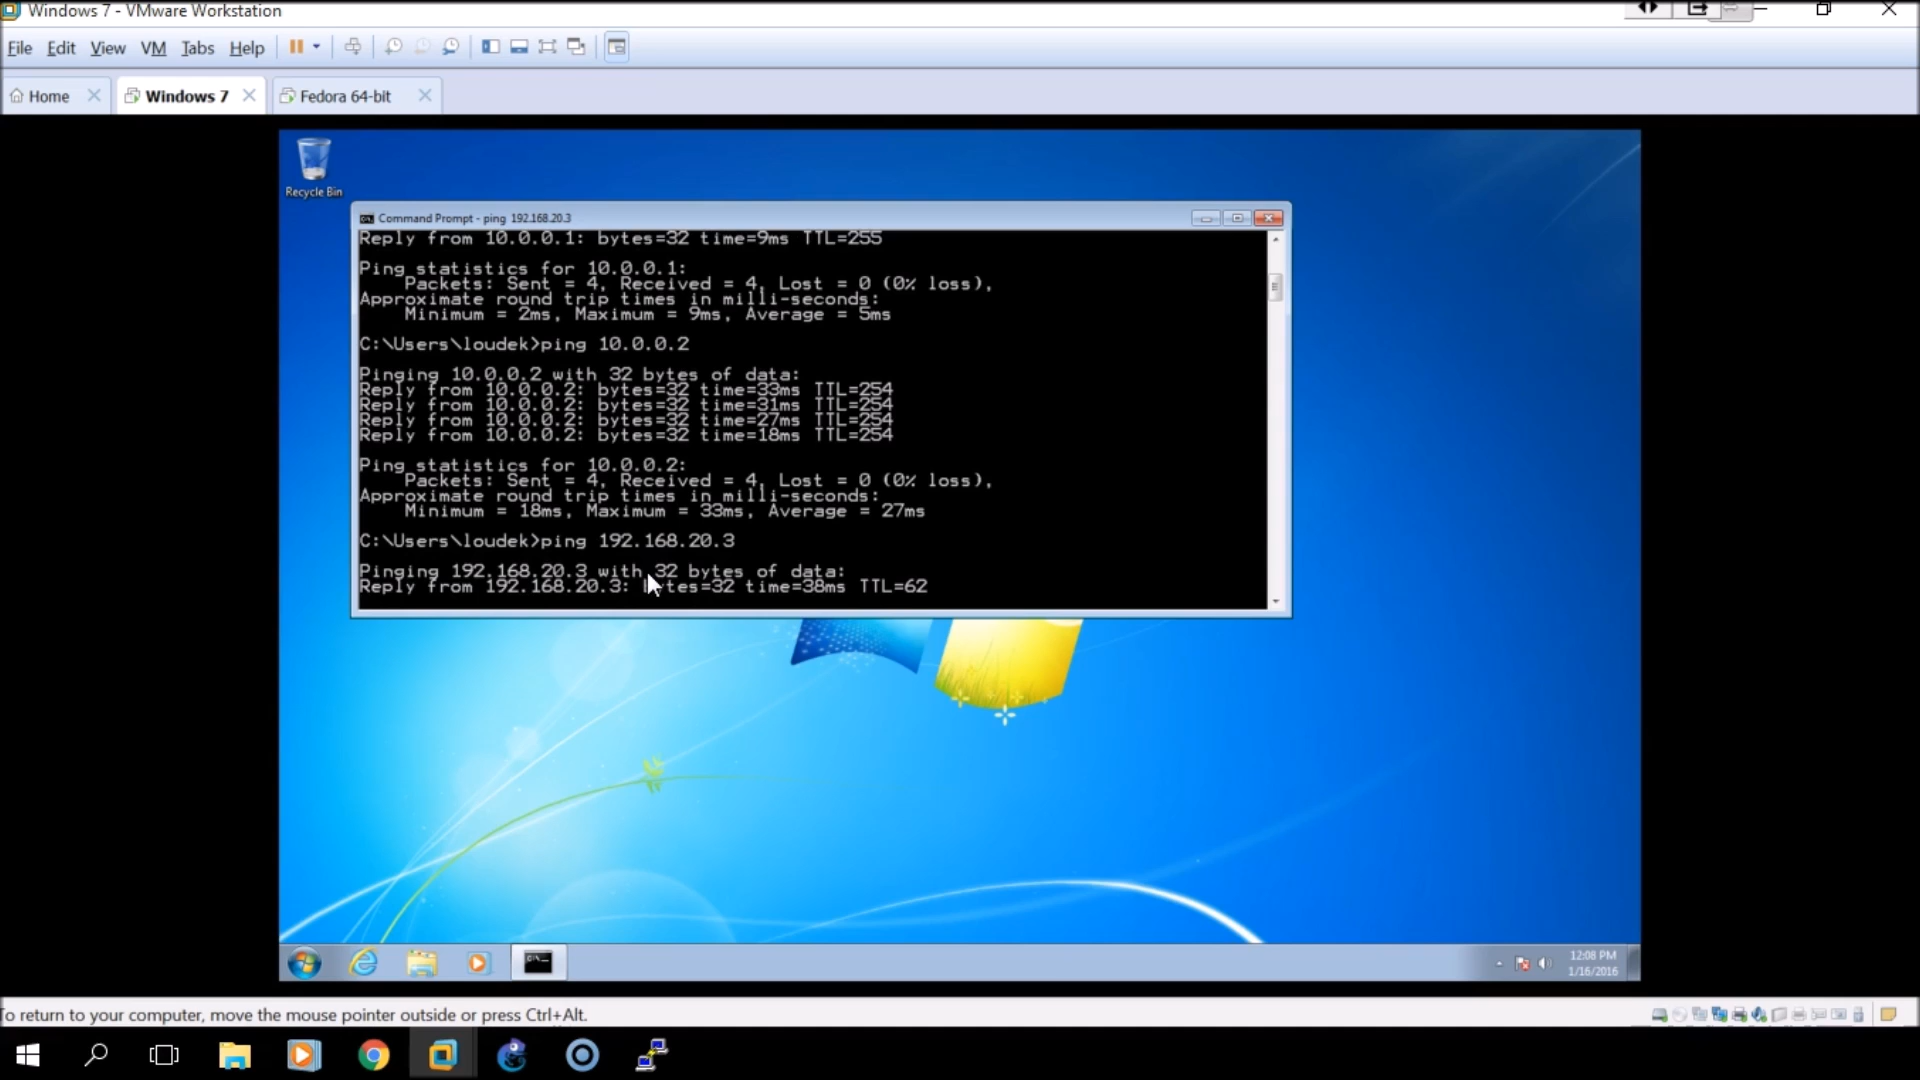 Windows 7 - VMware Workstation
File Edit View VM Tabs Help
Home Windows 7 Fedora 64-bit
Recycle Bin
Command Prompt - ping 192.168.20.3
Reply from 10.0.0.1: bytes=32 time=9ms TTL=255
Ping statistics for 10.0.0.1:
Packets: Sent = 4, Received = 4, Lost = 0 (0% loss),
Approximate round trip times in milli-seconds:
Minimum = 2ms, Maximum = 9ms, Average = 5ms
C:\Users\loudek>ping 10.0.0.2
Pinging 10.0.0.2 with 32 bytes of data:
Reply from 10.0.0.2: bytes=32 time=33ms TTL=254
Reply from 10.0.0.2: bytes=32 time=31ms TTL=254
Reply from 10.0.0.2: bytes=32 time=27ms TTL=254
Reply from 10.0.0.2: bytes=32 time=18ms TTL=254
Ping statistics for 10.0.0.2:
Packets: Sent = 4, Received = 4, Lost = 0 (0% loss),
Approximate round trip times in milli-seconds:
Minimum = 18ms, Maximum = 33ms, Average = 27ms
C:\Users\loudek>ping 192.168.20.3
Pinging 192.168.20.3 with 32 bytes of data:
Reply from 192.168.20.3: bytes=32 time=38ms TTL=62
12:08 PM
1/16/2016
To return to your computer, move the mouse pointer outside or press Ctrl+Alt.